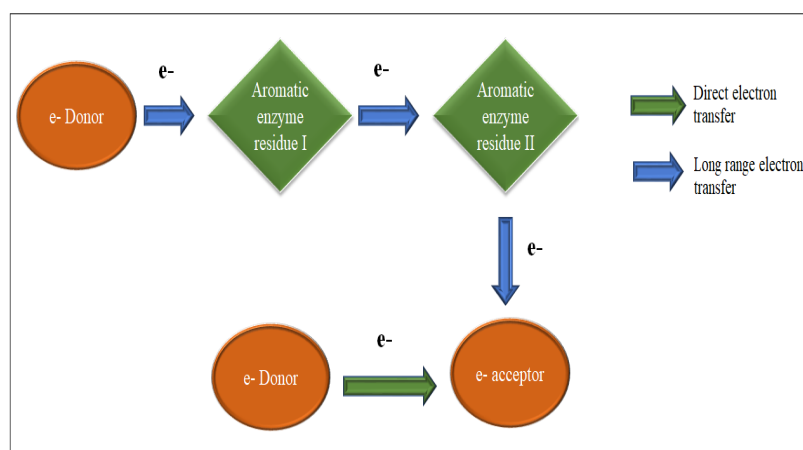 e-
e-
e- Donor
Aromatic
enzyme
residue I
Aromatic
enzyme
residue II
Direct electron
transfer
Long range electron
transfer
e-
e-
e- Donor
e- acceptor